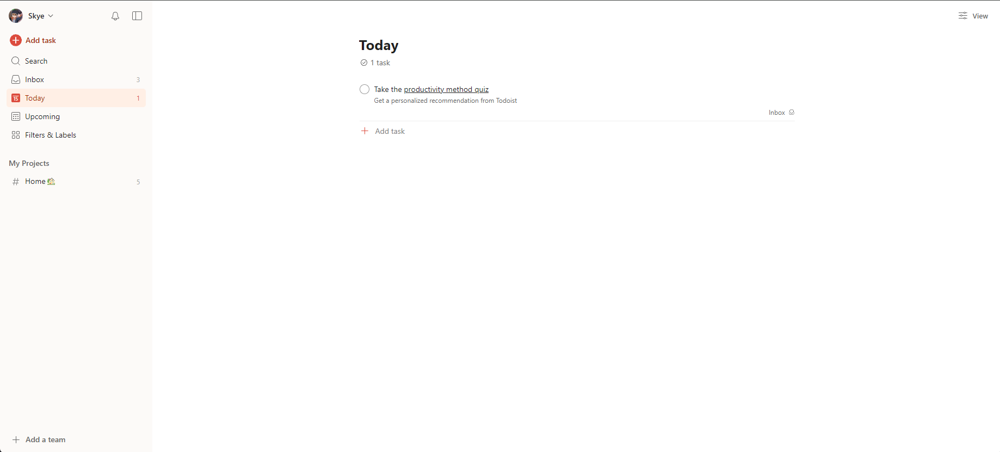 Skye
Add task
Search
Inbox 3
15 Today 1
Upcoming
Filters & Labels
My Projects
# Home 🏡 5
Add a team
View
Today
1 task
Take the productivity method quiz
Get a personalized recommendation from Todoist
Inbox
Add task